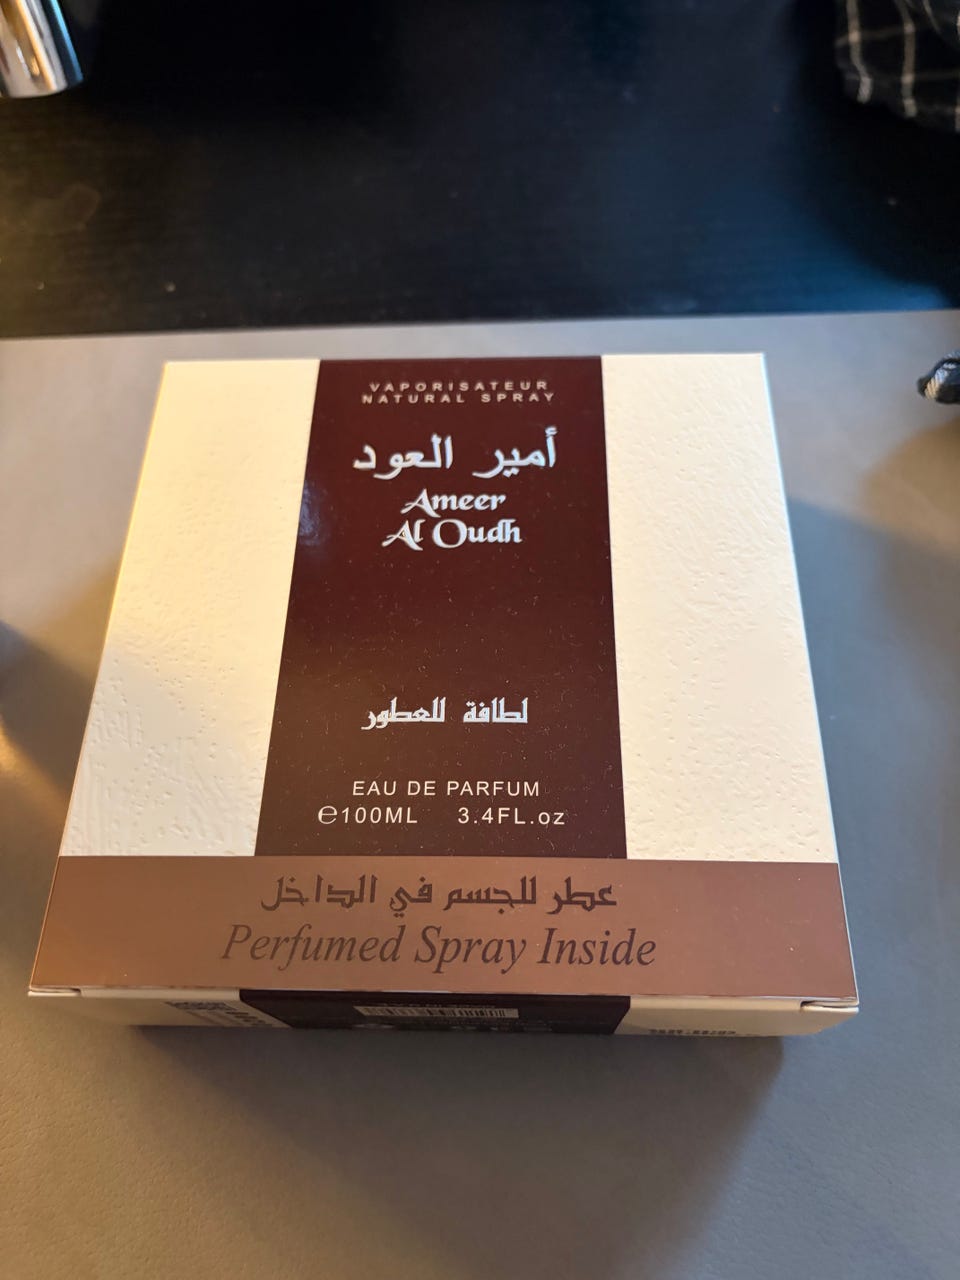 VAPORISATEUR
NATURAL SPRAY
أمير العود
Ameer
Al Oudh
لطافة للعطور
EAU DE PARFUM
℮100ML 3.4FL.oz
عطر للجسم في الداخل
Perfumed Spray Inside